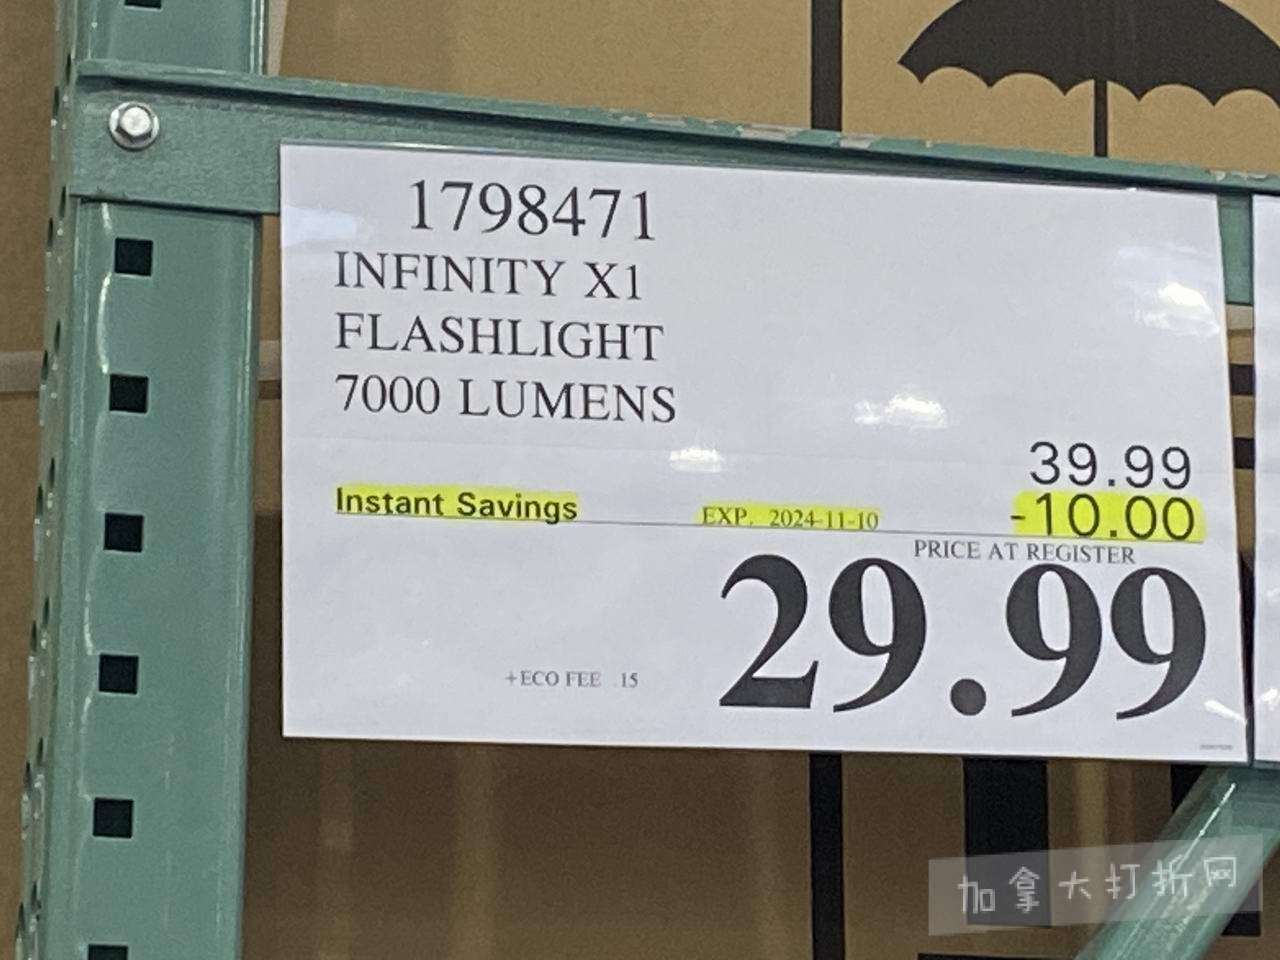 1798471
INFINITY X1
FLASHLIGHT
7000 LUMENS
39.99
Instant Savings EXP. 2024-11-10 -10.00
PRICE AT REGISTER
29.99
+ECO FEE .15
加拿大打折网